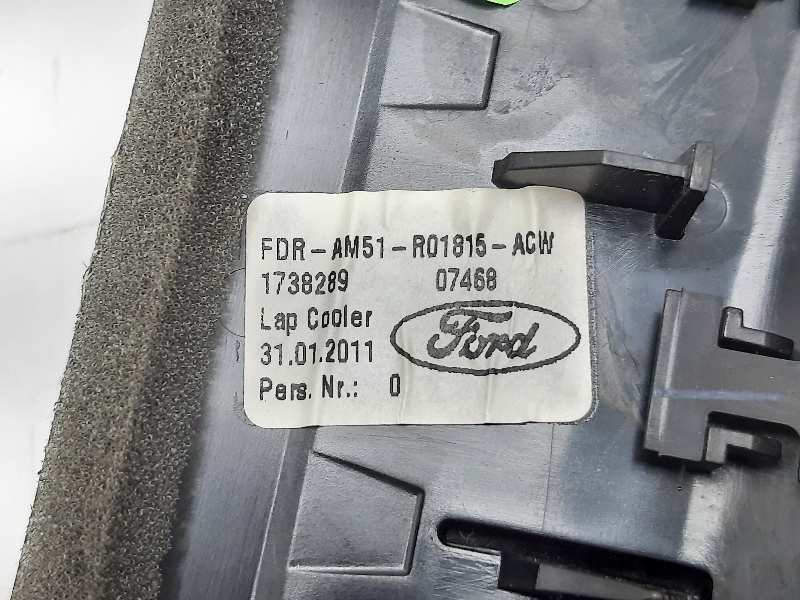 FDR-AM51-R01815-ACW
1738289 07468
Lap Cooler
31.01.2011
Ford
Pers. Nr.: 0